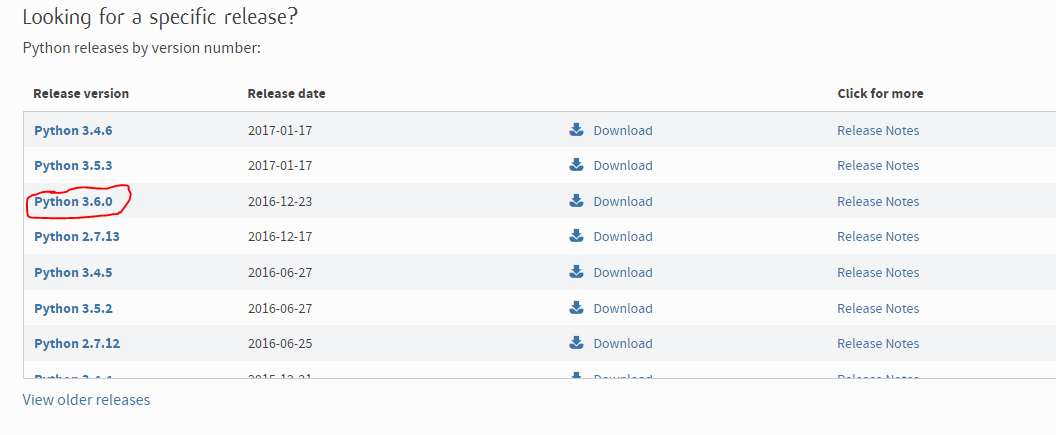 Looking for a specific release?
Python releases by version number:
Release version Release date Click for more
Python 3.4.6 2017-01-17 Download Release Notes
Python 3.5.3 2017-01-17 Download Release Notes
Python 3.6.0 2016-12-23 Download Release Notes
Python 2.7.13 2016-12-17 Download Release Notes
Python 3.4.5 2016-06-27 Download Release Notes
Python 3.5.2 2016-06-27 Download Release Notes
Python 2.7.12 2016-06-25 Download Release Notes
Python 2015-12-21 Download Release Notes
View older releases